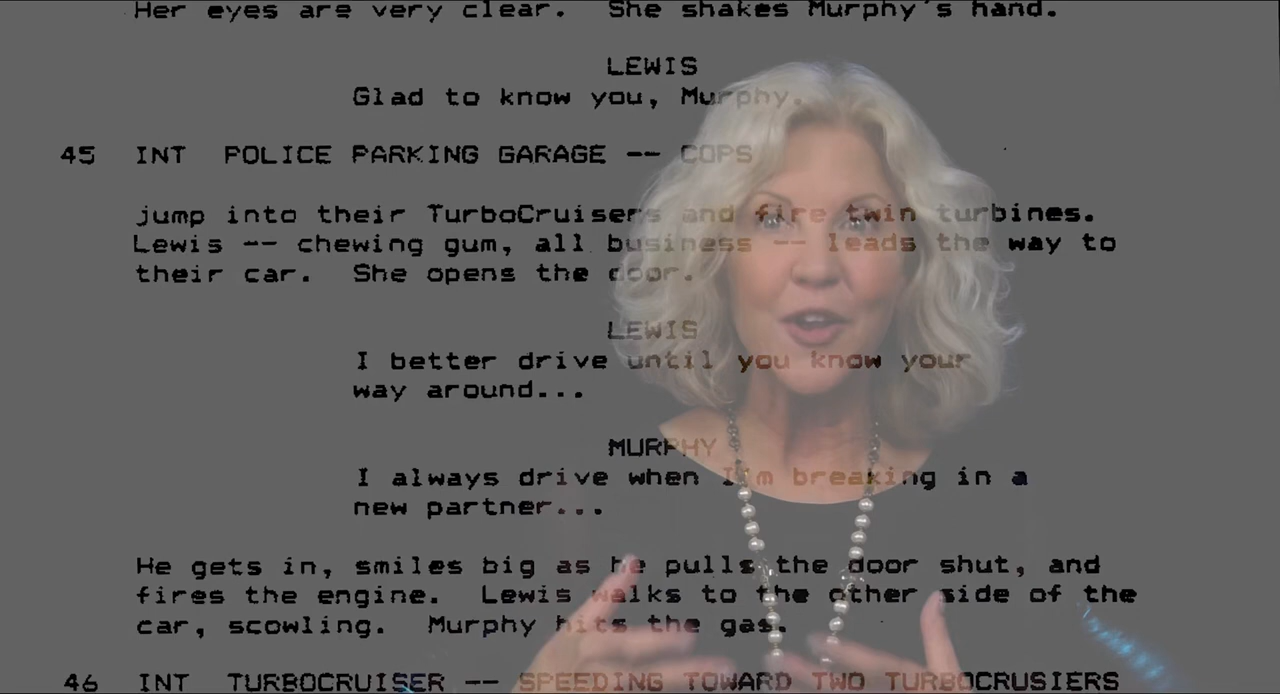 Her eyes are very clear. She shakes Murphy's hand.
LEWIS
Glad to know you, Murphy.
45 INT POLICE PARKING GARAGE -- COPS
jump into their TurboCruisers and fire twin turbines.
Lewis -- chewing gum, all business -- leads the way to
their car. She opens the door.
LEWIS
I better drive until you know your
way around...
MURPHY
I always drive when I'm breaking in a
new partner...
He gets in, smiles big as he pulls the door shut, and
fires the engine. Lewis walks to the other side of the
car, scowling. Murphy hits the gas.
46 INT TURBOCRUISER -- SPEEDING TOWARD TWO TURBOCRUSIERS